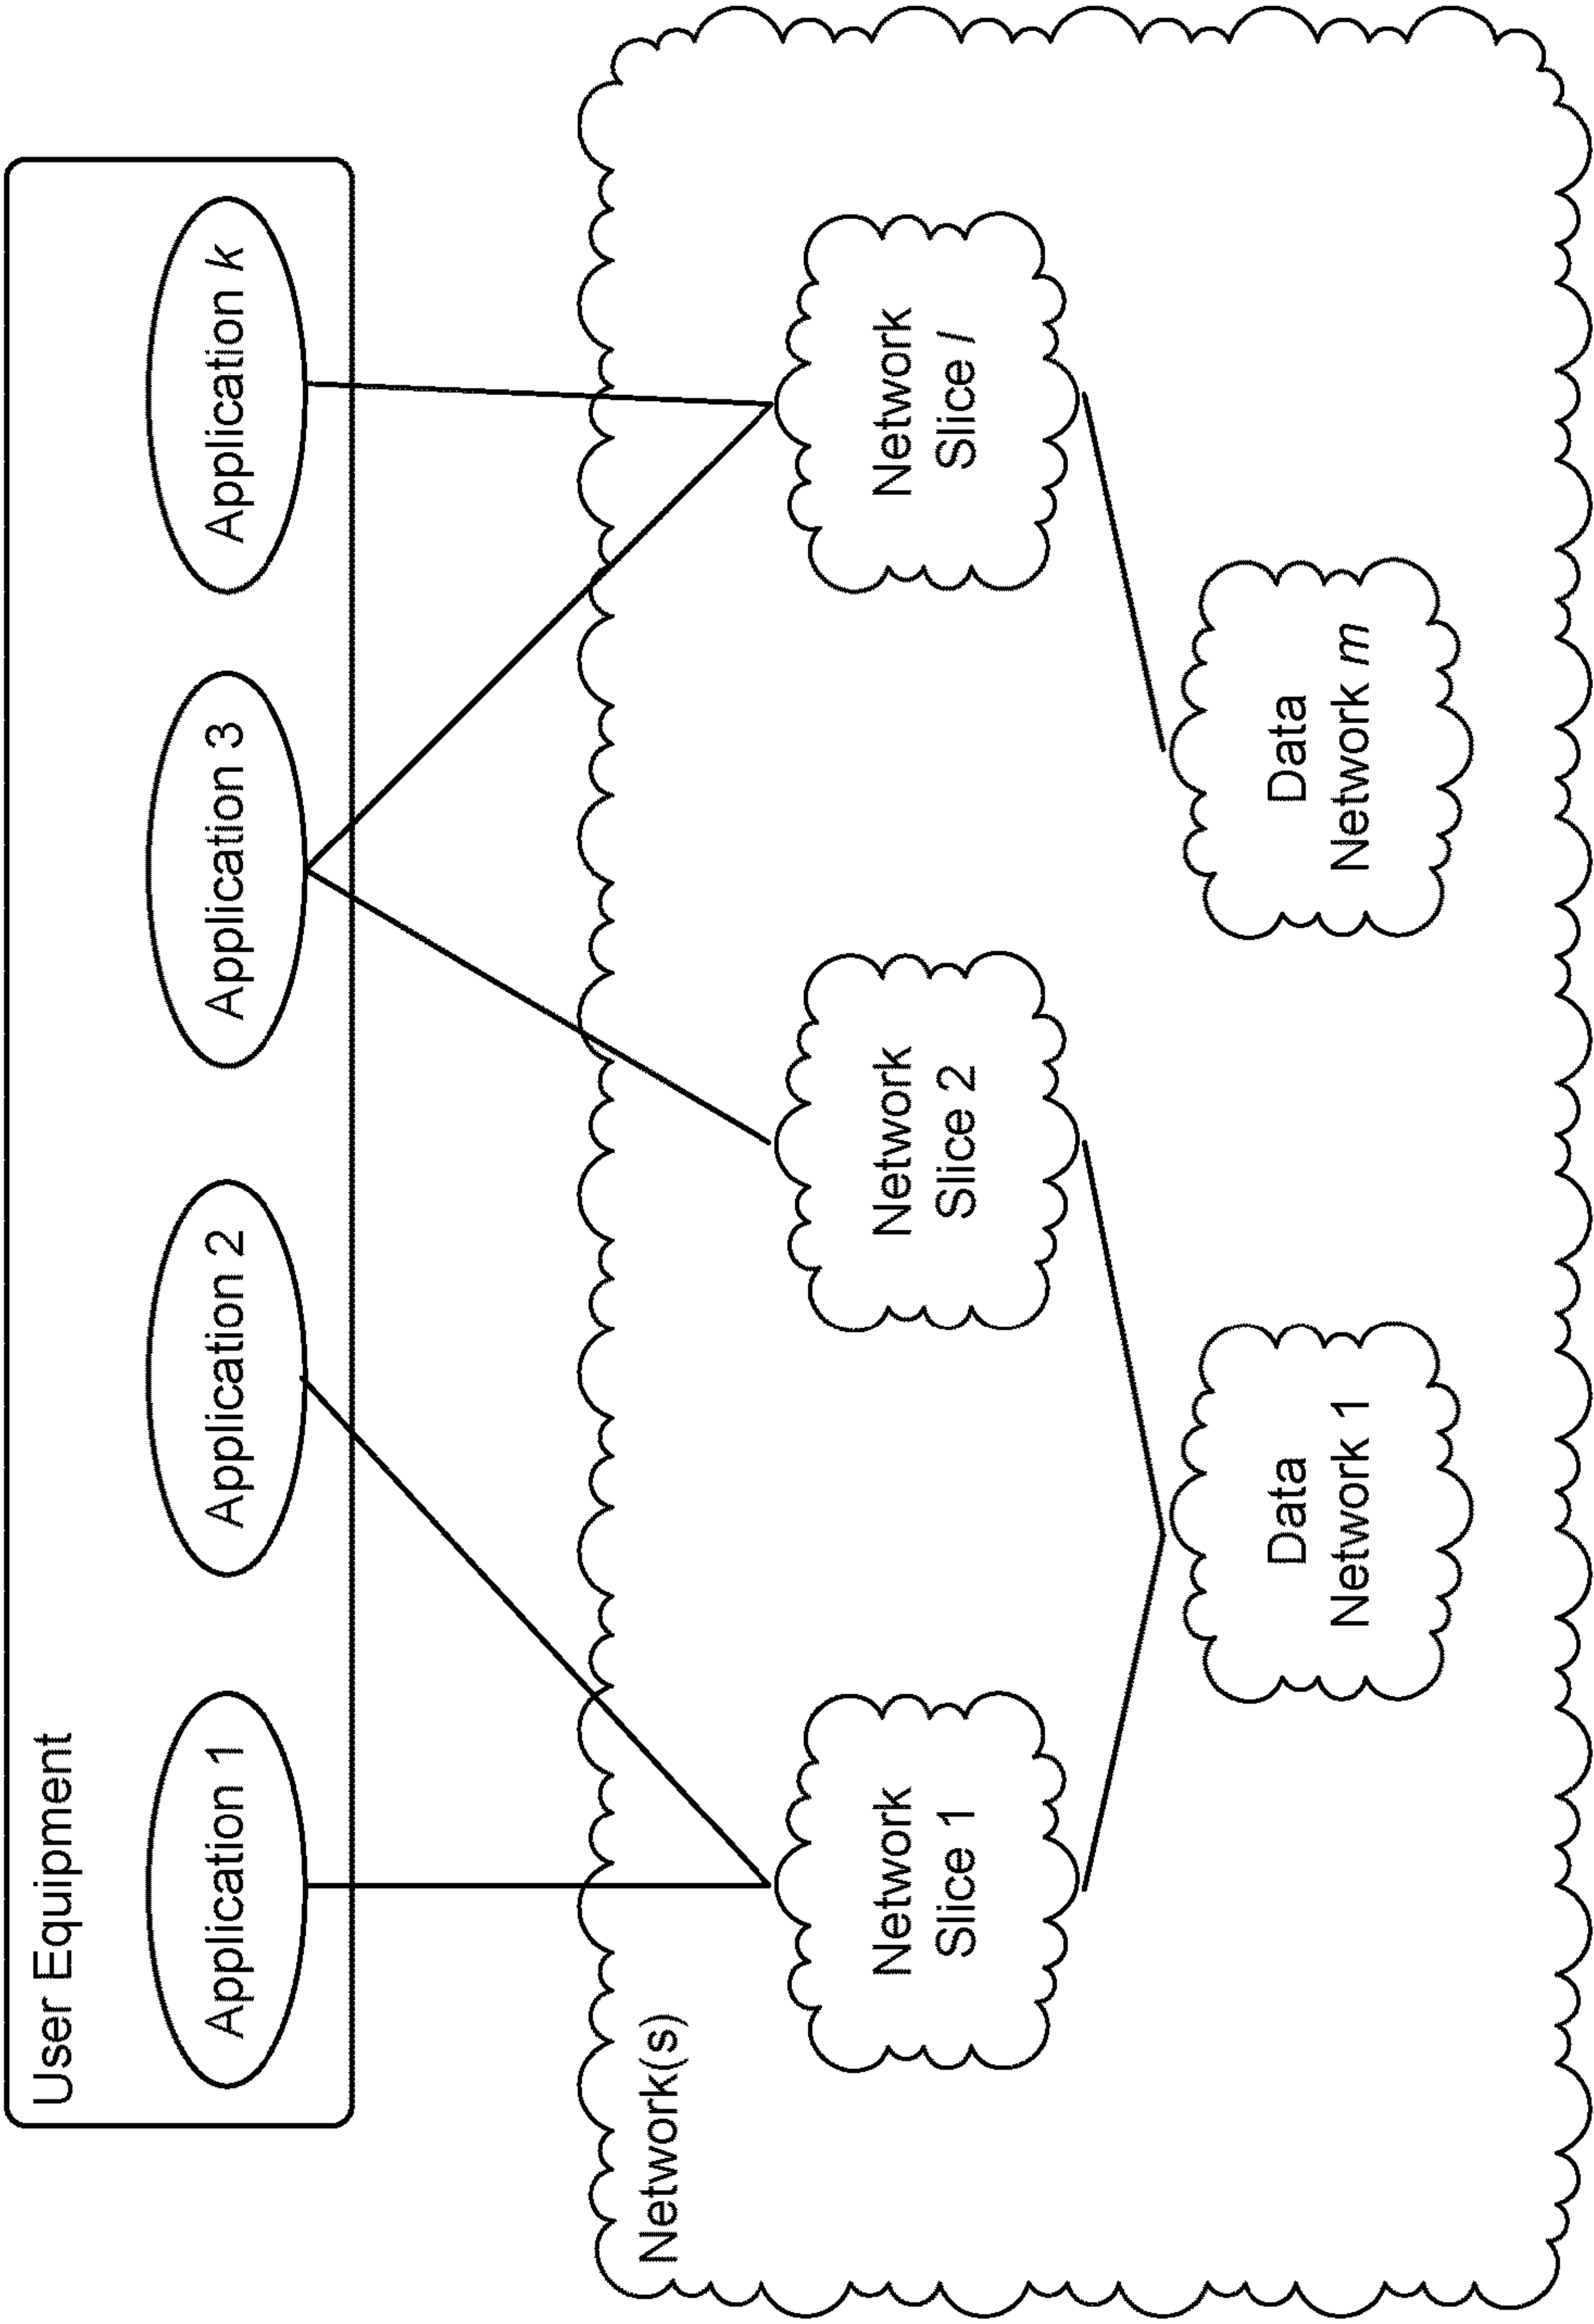 User Equipment
Application 1
Application 2
Application 3
Application k
Network(s)
Network
Slice 1
Network
Slice 2
Network
Slice l
Data
Network 1
Data
Network m